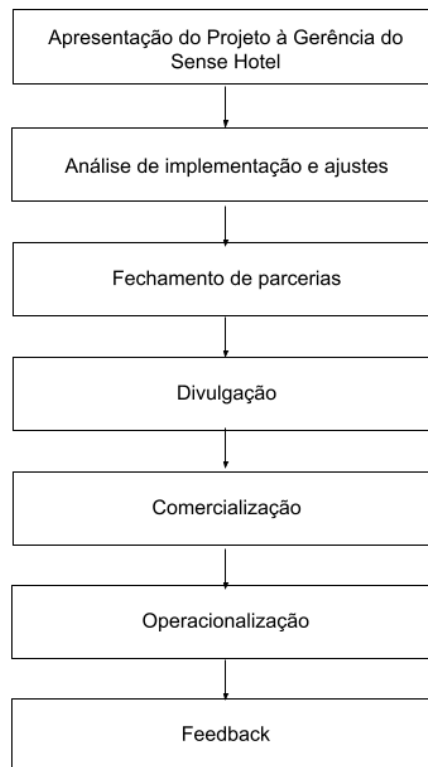 Apresentação do Projeto à Gerência do
Sense Hotel
Análise de implementação e ajustes
Fechamento de parcerias
Divulgação
Comercialização
Operacionalização
Feedback